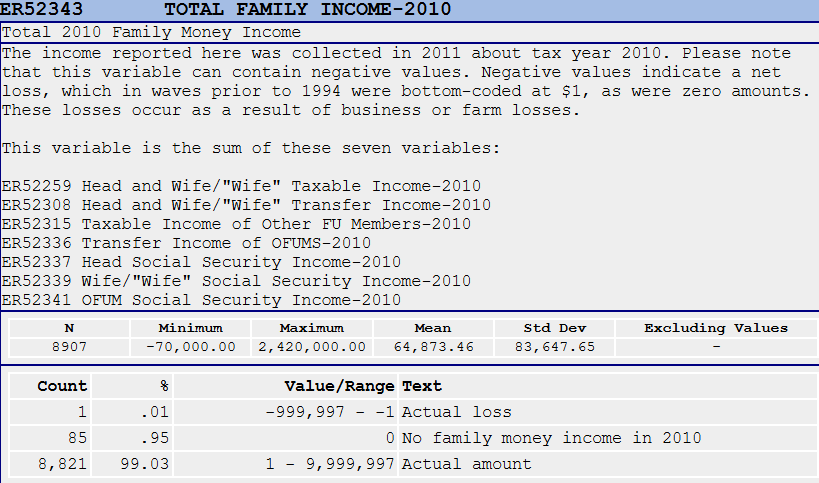 ER52343 TOTAL FAMILY INCOME-2010
Total 2010 Family Money Income
The income reported here was collected in 2011 about tax year 2010. Please note
that this variable can contain negative values. Negative values indicate a net
loss, which in waves prior to 1994 were bottom-coded at $1, as were zero amounts.
These losses occur as a result of business or farm losses.
This variable is the sum of these seven variables:
ER52259 Head and Wife/"Wife" Taxable Income-2010
ER52308 Head and Wife/"Wife" Transfer Income-2010
ER52315 Taxable Income of Other FU Members-2010
ER52336 Transfer Income of OFUMS-2010
ER52337 Head Social Security Income-2010
ER52339 Wife/"Wife" Social Security Income-2010
ER52341 OFUM Social Security Income-2010
N Minimum Maximum Mean Std Dev Excluding Values
8907 -70,000.00 2,420,000.00 64,873.46 83,647.65 -
Count % Value/Range Text
1 .01 -999,997 - -1 Actual loss
85 .95 0 No family money income in 2010
8,821 99.03 1 - 9,999,997 Actual amount